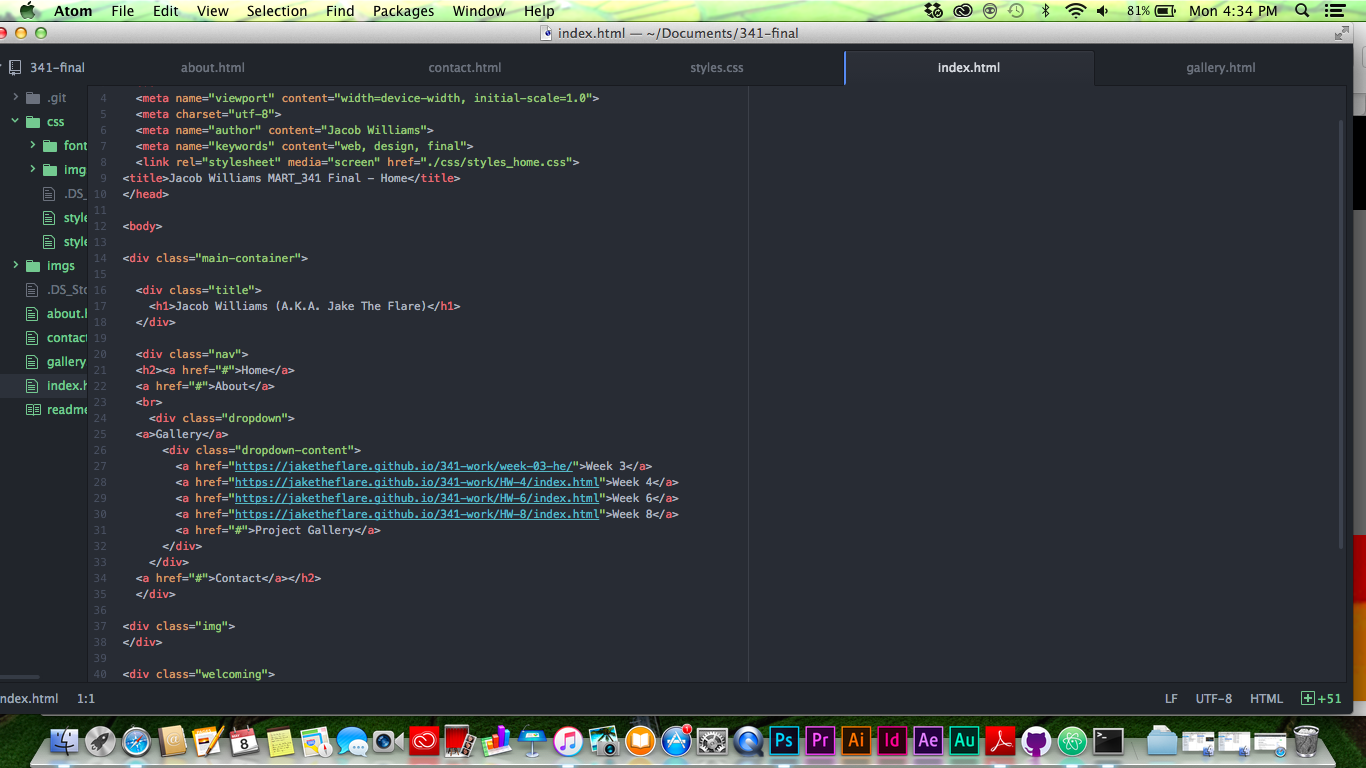 Atom File Edit View Selection Find Packages Window Help 81% Mon 4:34 PM
index.html — ~/Documents/341-final
341-final about.html contact.html styles.css index.html gallery.html
.git
css
font
imgs
.DS_
style
style
imgs
.DS_Sto
about.h
contact
gallery
index.h
readme
4 <meta name="viewport" content="width=device-width, initial-scale=1.0">
5 <meta charset="utf-8">
6 <meta name="author" content="Jacob Williams">
7 <meta name="keywords" content="web, design, final">
8 <link rel="stylesheet" media="screen" href="./css/styles_home.css">
9 <title>Jacob Williams MART_341 Final - Home</title>
10 </head>
11
12 <body>
13
14 <div class="main-container">
15
16 <div class="title">
17 <h1>Jacob Williams (A.K.A. Jake The Flare)</h1>
18 </div>
19
20 <div class="nav">
21 <h2><a href="#">Home</a>
22 <a href="#">About</a>
23 <br>
24 <div class="dropdown">
25 <a>Gallery</a>
26 <div class="dropdown-content">
27 <a href="https://jaketheflare.github.io/341-work/week-03-he/">Week 3</a>
28 <a href="https://jaketheflare.github.io/341-work/HW-4/index.html">Week 4</a>
29 <a href="https://jaketheflare.github.io/341-work/HW-6/index.html">Week 6</a>
30 <a href="https://jaketheflare.github.io/341-work/HW-8/index.html">Week 8</a>
31 <a href="#">Project Gallery</a>
32 </div>
33 </div>
34 <a href="#">Contact</a></h2>
35 </div>
36
37 <div class="img">
38 </div>
39
40 <div class="welcoming">
ndex.html 1:1 LF UTF-8 HTML +51
8 1 Ps Pr Ai Id Ae Au